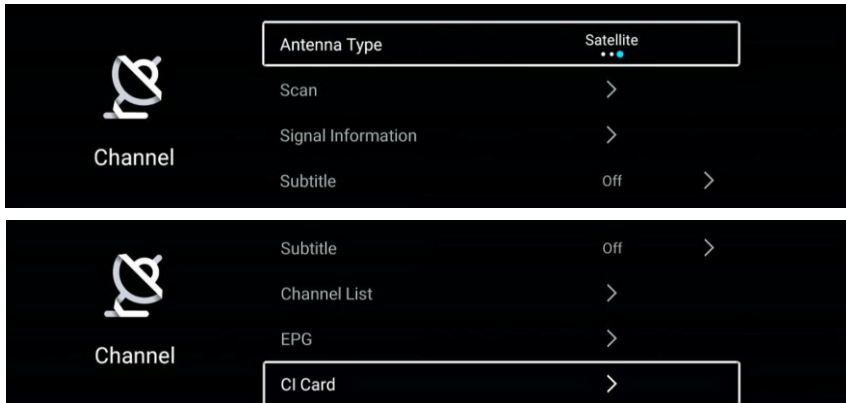 Antenna Type Satellite
Scan
Signal Information
Channel
Subtitle Off
Subtitle Off
Channel List
EPG
Channel
CI Card